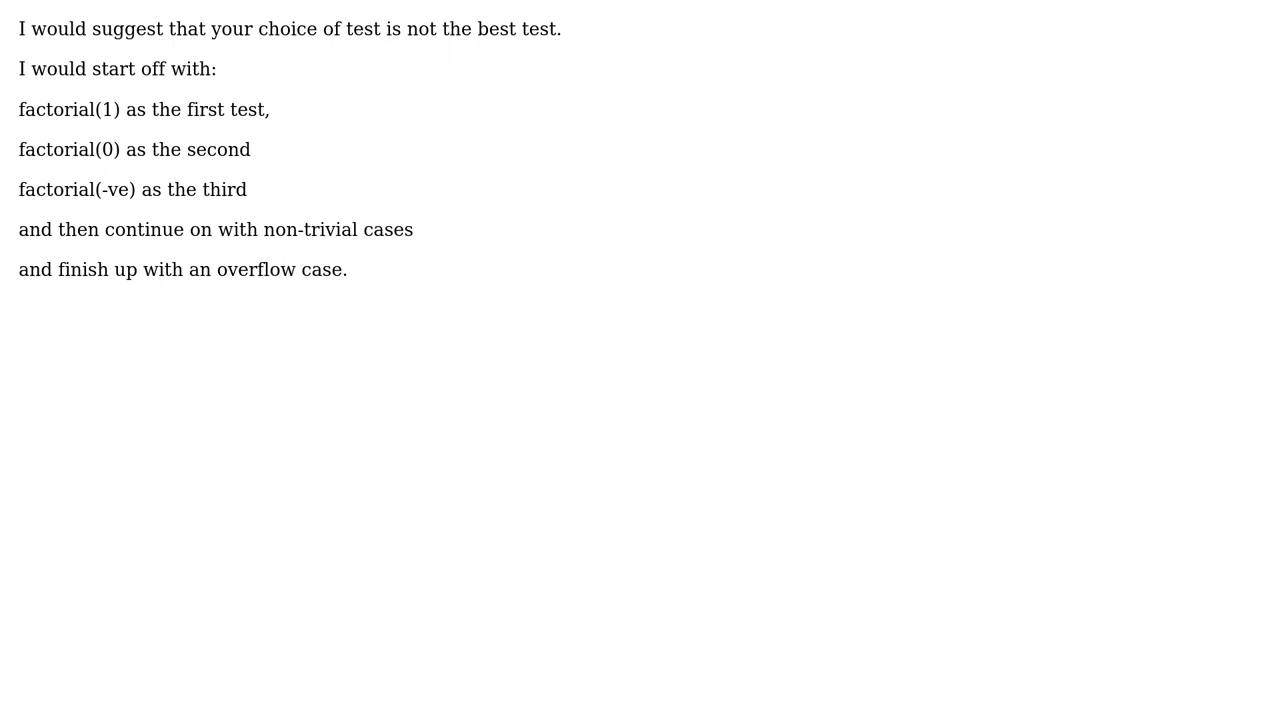 I would suggest that your choice of test is not the best test.
I would start off with:
factorial(1) as the first test,
factorial(0) as the second
factorial(-ve) as the third
and then continue on with non-trivial cases
and finish up with an overflow case.